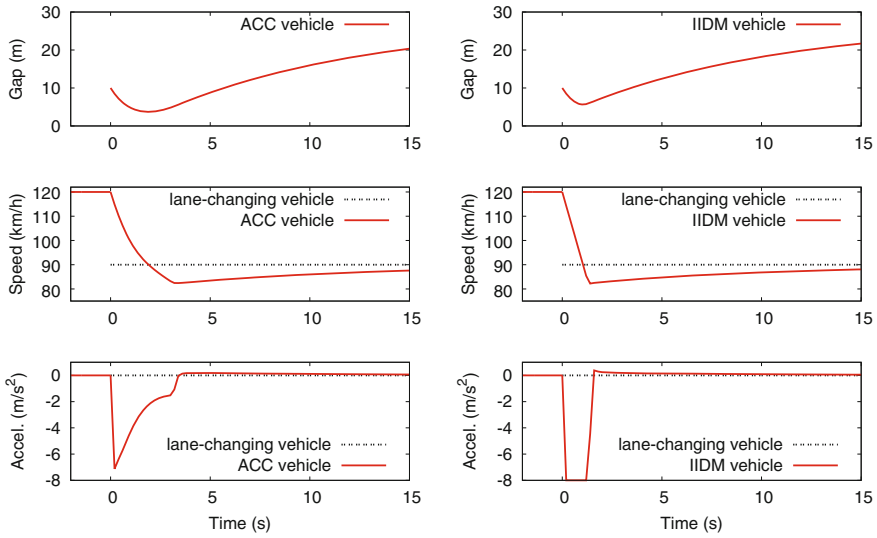 Gap (m)
30
20
10
0
ACC vehicle
0 5 10 15
Gap (m)
30
20
10
0
IIDM vehicle
0 5 10 15
Speed (km/h)
120
110
100
90
80
lane-changing vehicle
ACC vehicle
0 5 10 15
Speed (km/h)
120
110
100
90
80
lane-changing vehicle
IIDM vehicle
0 5 10 15
Accel. (m/s²)
0
-2
-4
-6
-8
lane-changing vehicle
ACC vehicle
0 5 10 15
Time (s)
Accel. (m/s²)
0
-2
-4
-6
-8
lane-changing vehicle
IIDM vehicle
0 5 10 15
Time (s)